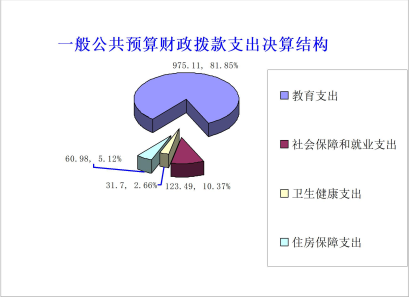 一般公共预算财政拨款支出决算结构
975.11, 81.85%
60.98, 5.12%
31.7, 2.66%
123.49, 10.37%
教育支出
社会保障和就业支出
卫生健康支出
住房保障支出